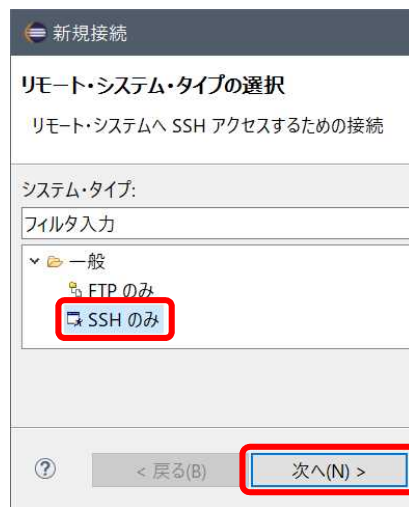 新規接続
リモート・システム・タイプの選択
リモート・システムへ SSH アクセスするための接続
システム・タイプ:
フィルタ入力
一般
FTP のみ
SSH のみ
? < 戻る(B) 次へ(N) >